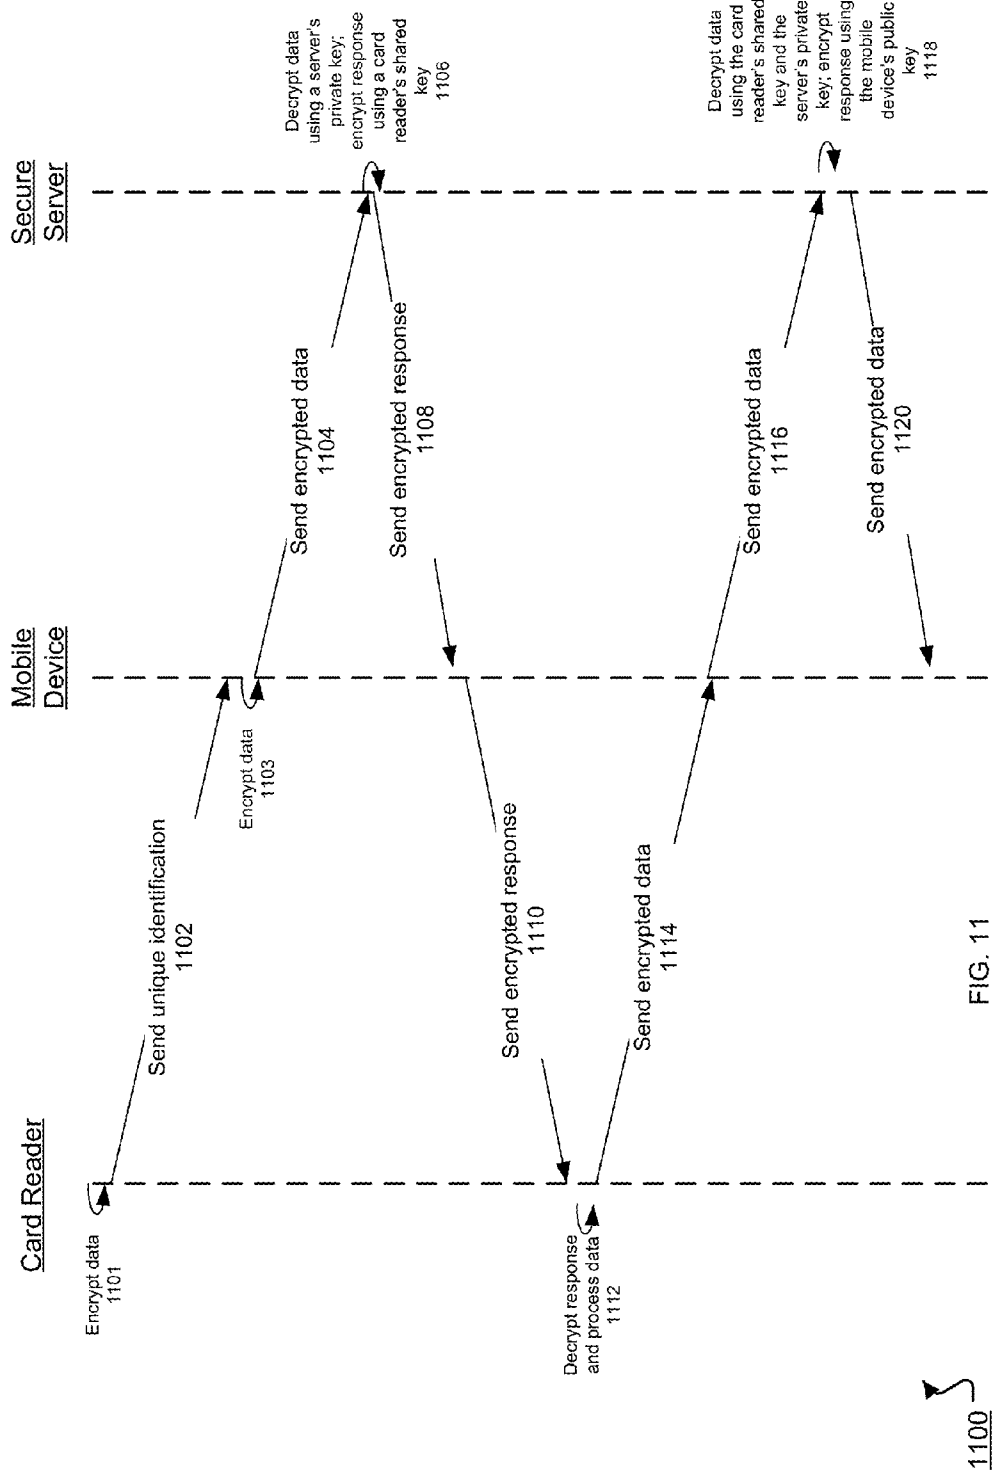 Card Reader
Mobile
Device
Secure
Server
Encrypt data
1101
Send unique identification
1102
Encrypt data
1103
Send encrypted data
1104
Decrypt data
using a server's
private key;
encrypt response
using a card
reader's shared
key
1106
Send encrypted response
1108
Send encrypted response
1110
Decrypt response
and process data
1112
Send encrypted data
1114
Send encrypted data
1116
Decrypt data
using the card
reader's shared
key and the
server's private
key; encrypt
response using
the mobile
device's public
key
1118
Send encrypted data
1120
FIG. 11
1100